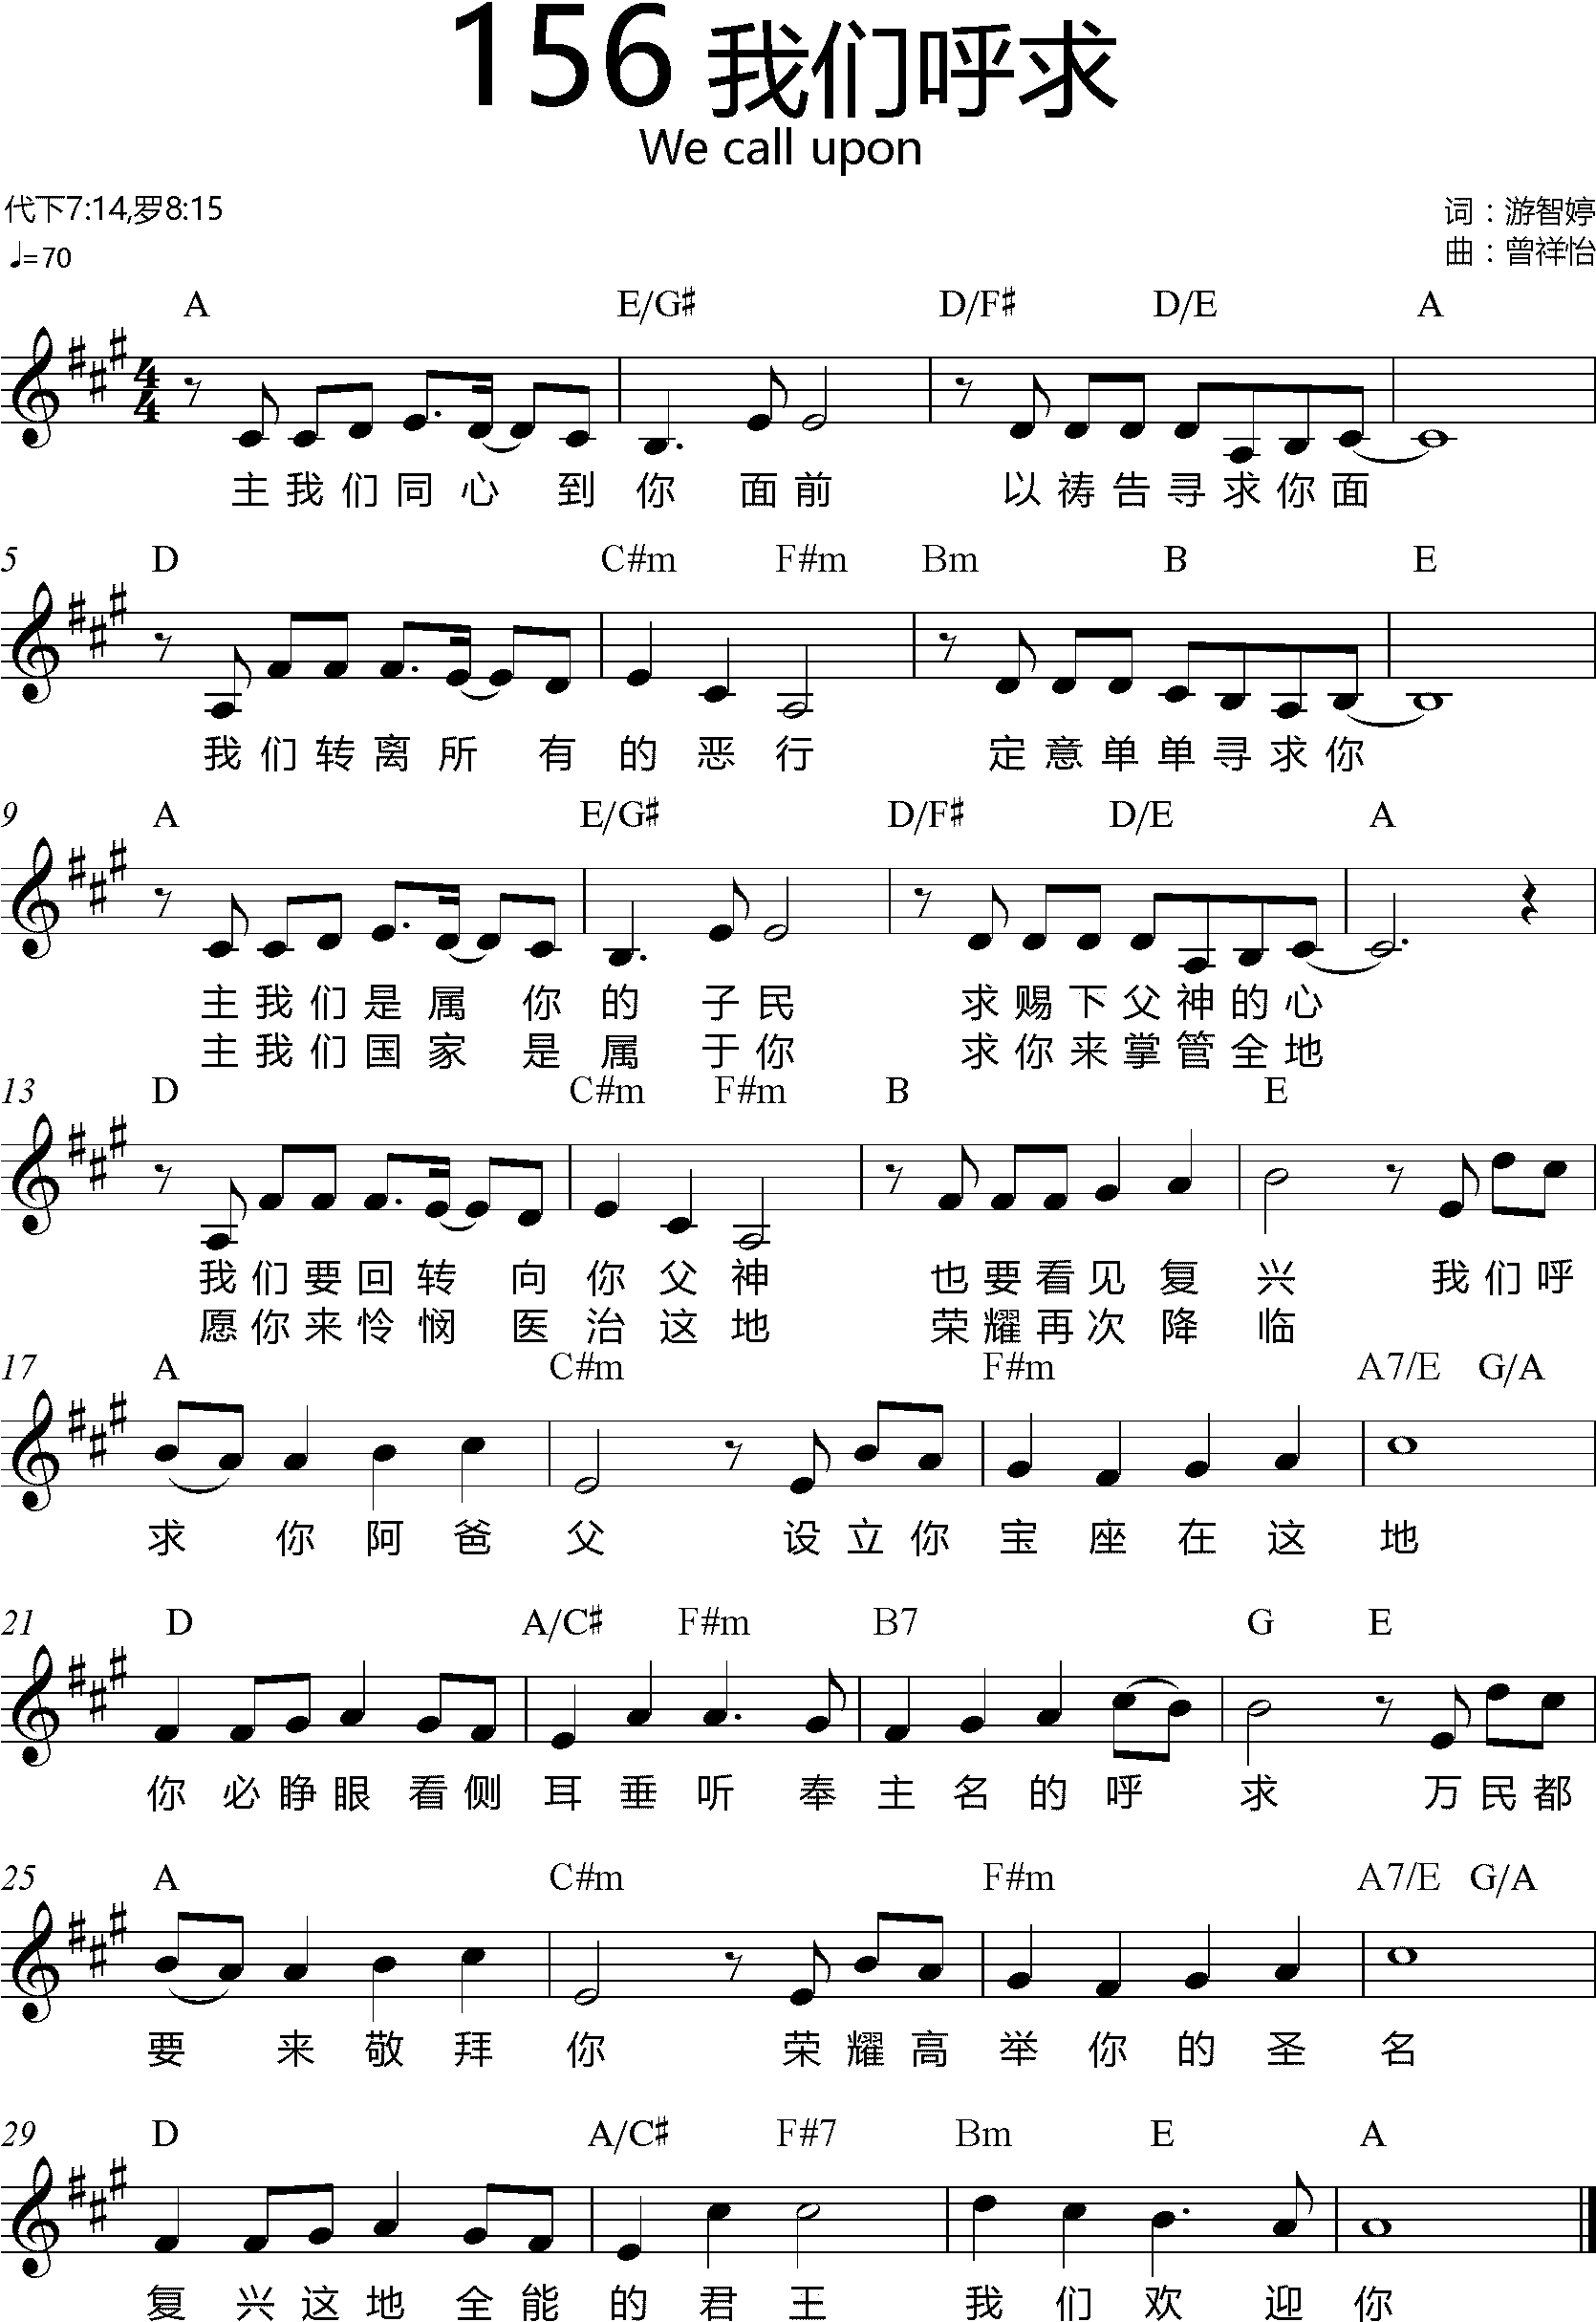 156 我们呼求
We call upon
代下7:14,罗8:15
词：游智婷
♩=70
曲：曾祥怡
A E/G♯ D/F♯ D/E A
4/4
主我们同心到你面前 以祷告寻求你面
5 D C#m F#m Bm B E
我们转离所有的恶行 定意单单寻求你
9 A E/G♯ D/F♯ D/E A
主我们是属你的子民 求赐下父神的心
主我们国家是属于你 求你来掌管全地
13 D C#m F#m B E
我们要回转向你父神 也要看见复兴 我们呼
愿你来怜悯医治这地 荣耀再次降临
17 A C#m F#m A7/E G/A
求你阿爸父 设立你宝座在这地
21 D A/C♯ F#m B7 G E
你必睁眼看侧耳垂听奉主名的呼求 万民都
25 A C#m F#m A7/E G/A
要来敬拜你 荣耀高举你的圣名
29 D A/C♯ F#7 Bm E A
复兴这地全能的君王 我们欢迎你